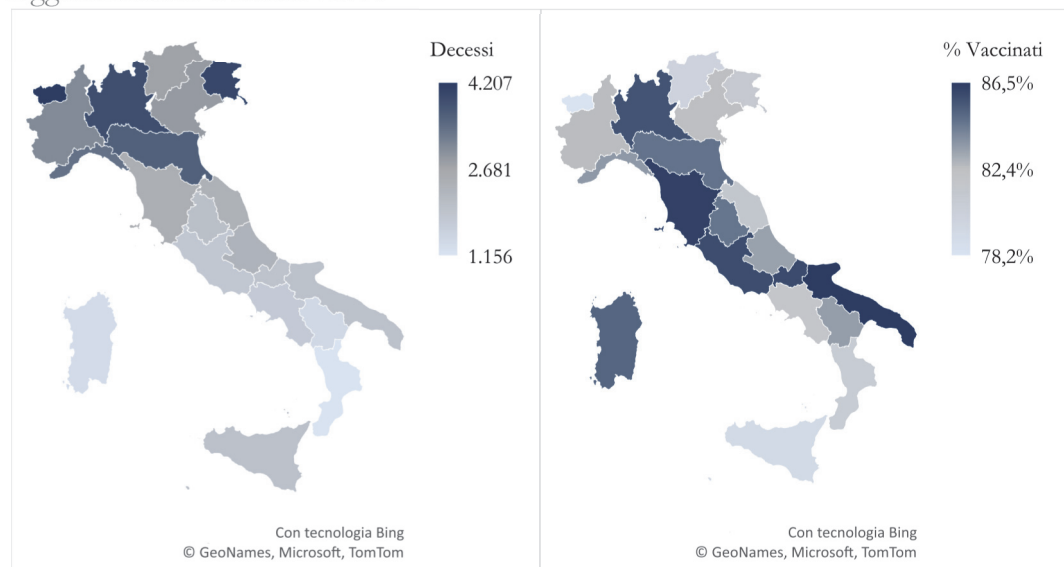 Decessi
4.207
2.681
1.156
Con tecnologia Bing
© GeoNames, Microsoft, TomTom
% Vaccinati
86,5%
82,4%
78,2%
Con tecnologia Bing
© GeoNames, Microsoft, TomTom